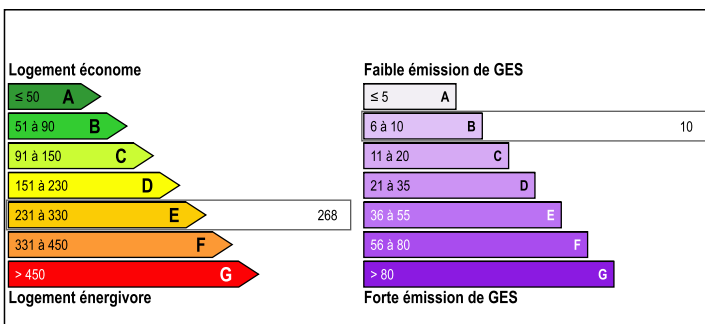 Logement économe
≤ 50 A
51 à 90 B
91 à 150 C
151 à 230 D
231 à 330 E 268
331 à 450 F
> 450 G
Logement énergivore
Faible émission de GES
≤ 5 A
6 à 10 B 10
11 à 20 C
21 à 35 D
36 à 55 E
56 à 80 F
> 80 G
Forte émission de GES